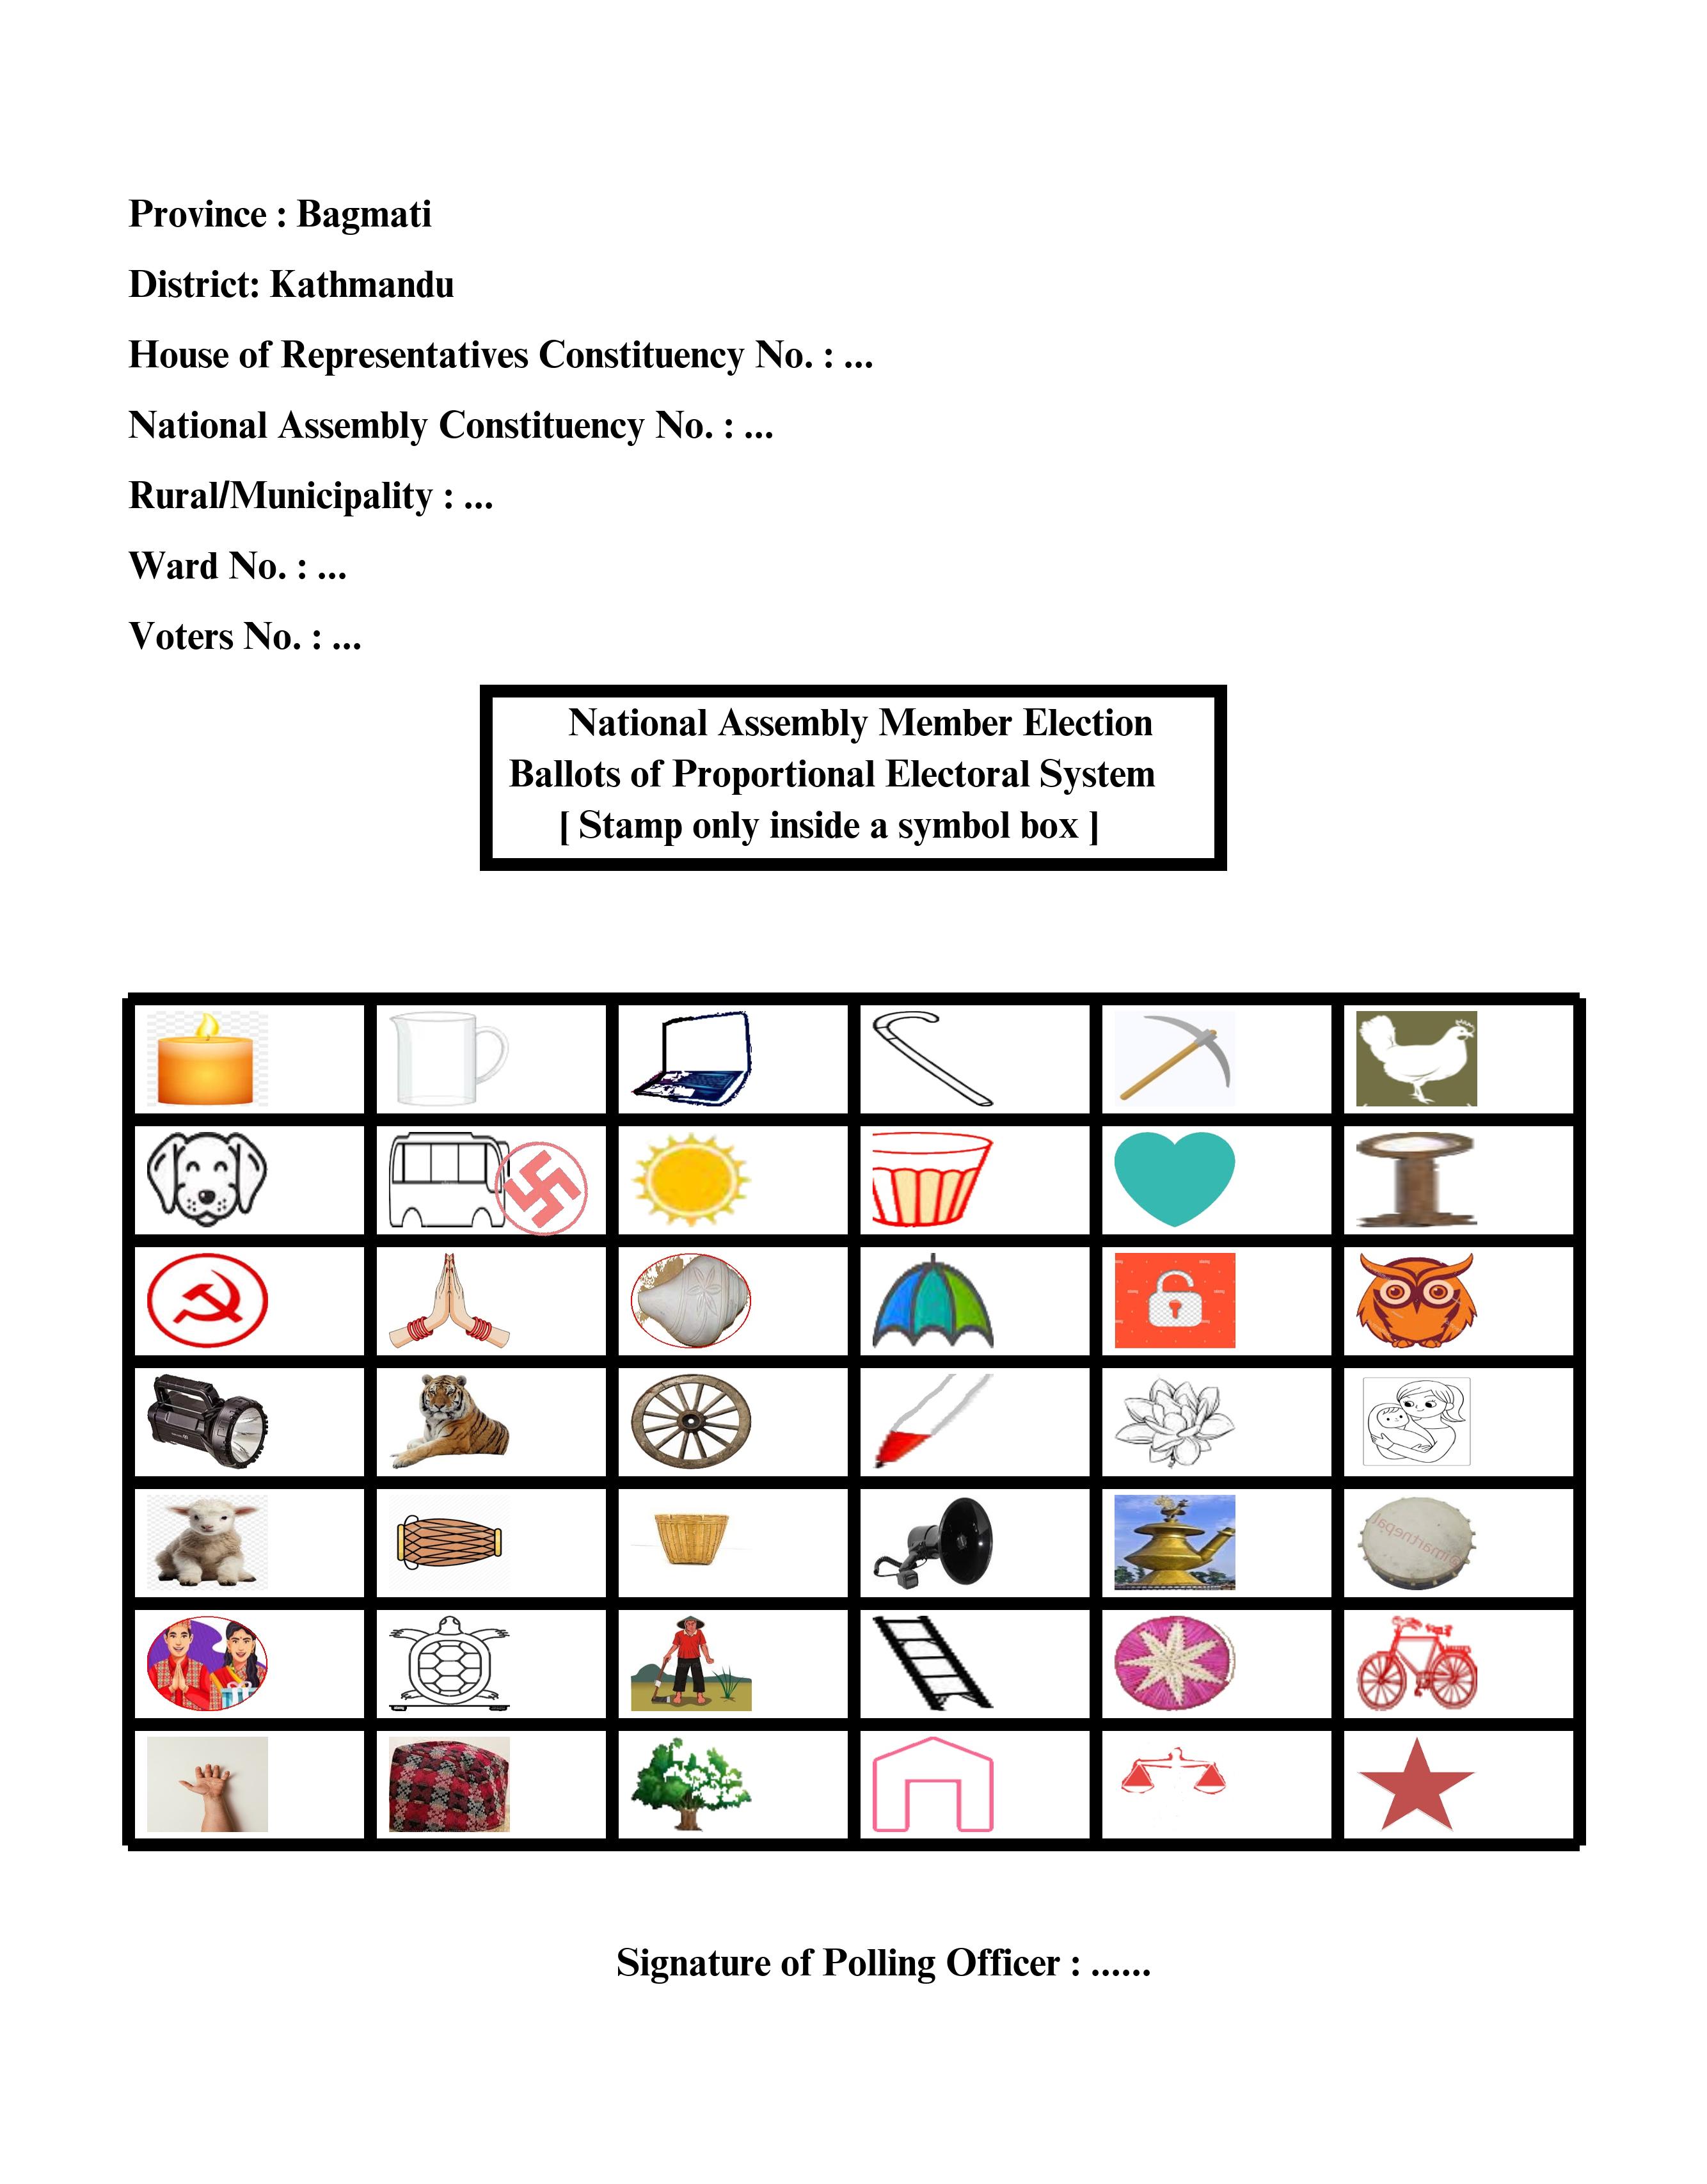 Province : Bagmati
District: Kathmandu
House of Representatives Constituency No. : ...
National Assembly Constituency No. : ...
Rural/Municipality : ...
Ward No. : ...
Voters No. : ...
National Assembly Member Election
Ballots of Proportional Electoral System
[ Stamp only inside a symbol box ]
Signature of Polling Officer : ......